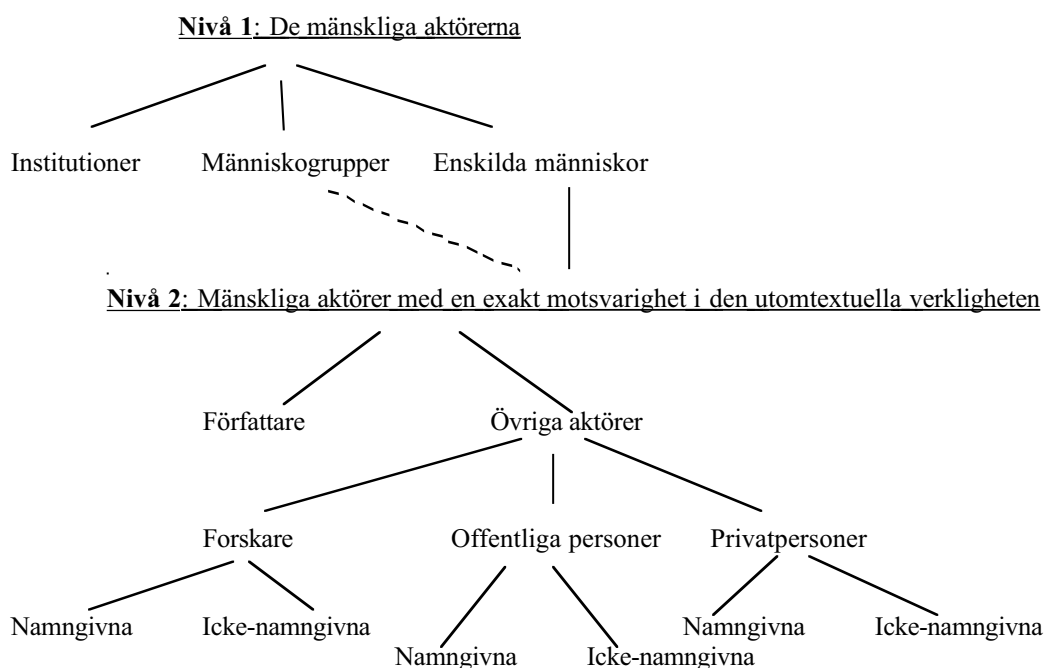 Nivå 1: De mänskliga aktörerna
Institutioner Människogrupper Enskilda människor
Nivå 2: Mänskliga aktörer med en exakt motsvarighet i den utomtextuella verkligheten
Författare Övriga aktörer
Forskare Offentliga personer Privatpersoner
Namngivna Icke-namngivna Namngivna Icke-namngivna
Namngivna Icke-namngivna